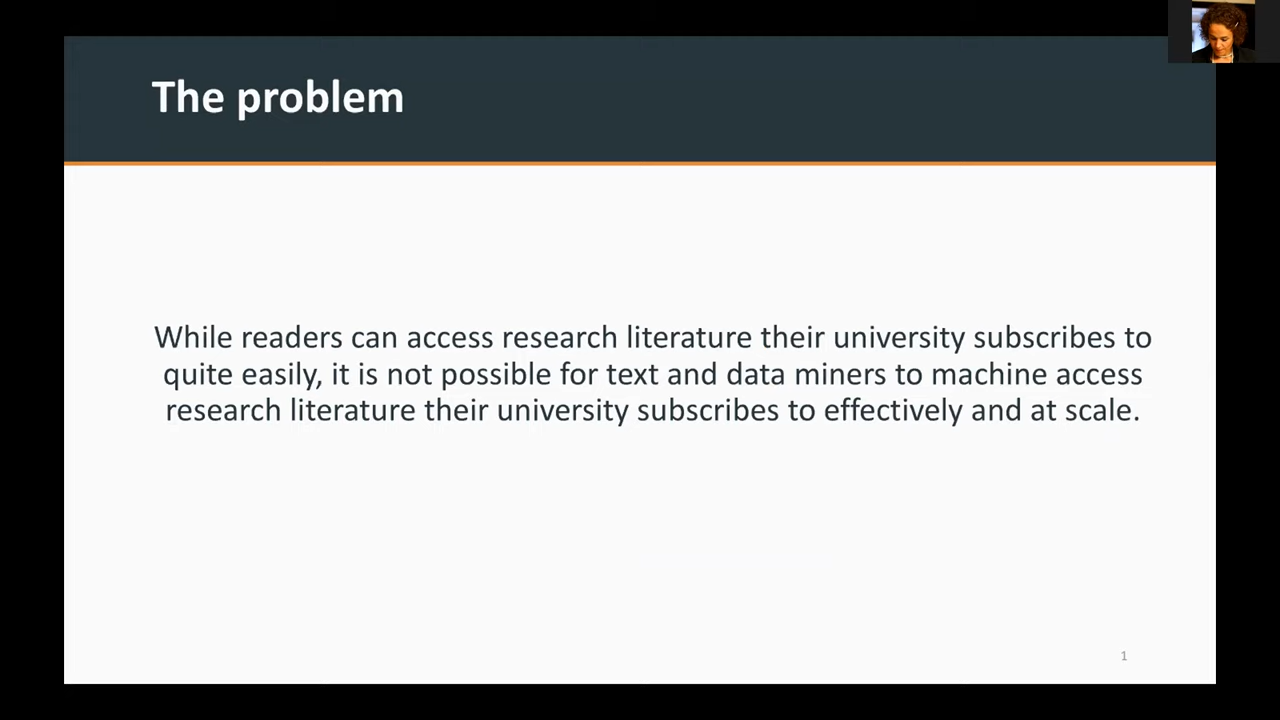 The problem
While readers can access research literature their university subscribes to
quite easily, it is not possible for text and data miners to machine access
research literature their university subscribes to effectively and at scale.
1